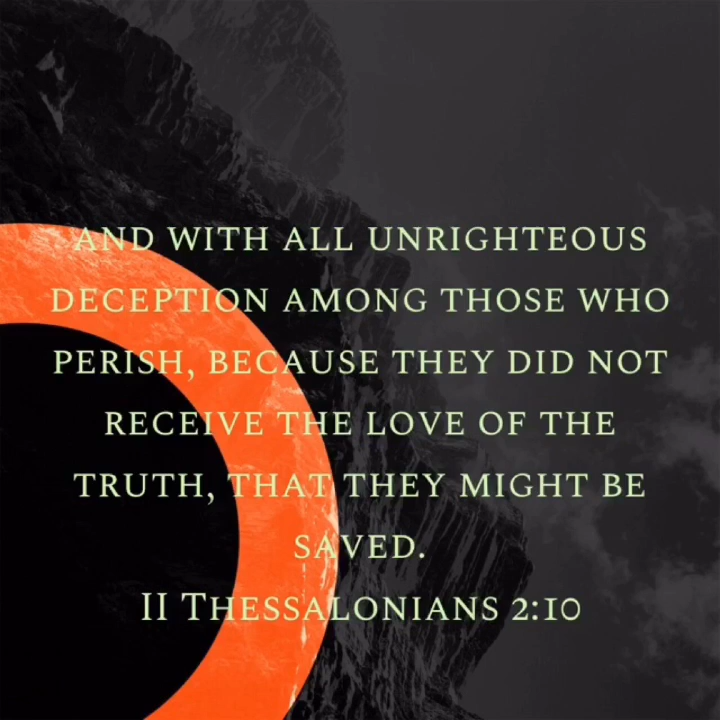 AND WITH ALL UNRIGHTEOUS
DECEPTION AMONG THOSE WHO
PERISH, BECAUSE THEY DID NOT
RECEIVE THE LOVE OF THE
TRUTH, THAT THEY MIGHT BE
SAVED.
II THESSALONIANS 2:10